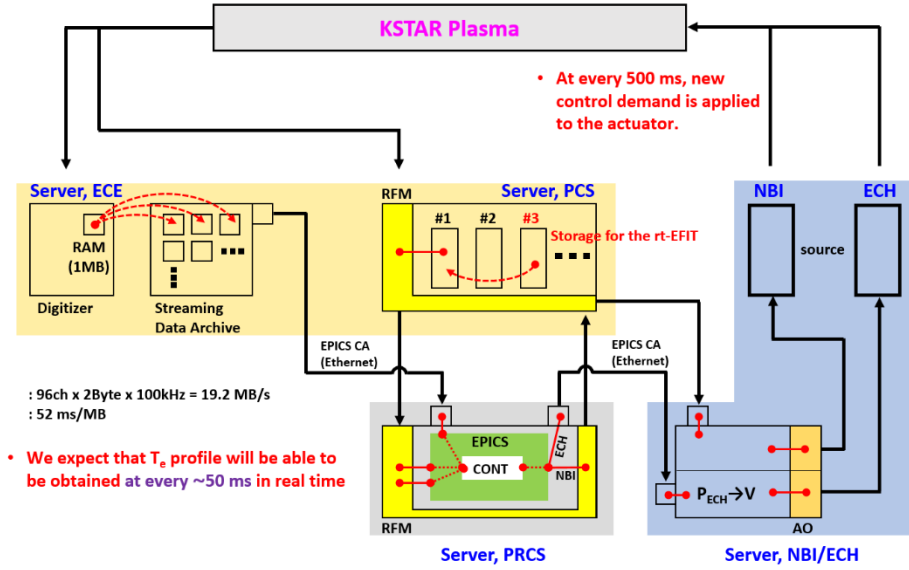 KSTAR Plasma
• At every 500 ms, new
control demand is applied
to the actuator.
Server, ECE
RAM
(1MB)
Digitizer
Streaming
Data Archive
RFM
Server, PCS
#1 #2 #3
Storage for the rt-EFIT
NBI
ECH
source
EPICS CA
(Ethernet)
EPICS CA
(Ethernet)
: 96ch x 2Byte x 100kHz = 19.2 MB/s
: 52 ms/MB
• We expect that Te profile will be able to
be obtained at every ~50 ms in real time
EPICS
CONT
ECH
NBI
RFM
Server, PRCS
PECH→V
AO
Server, NBI/ECH